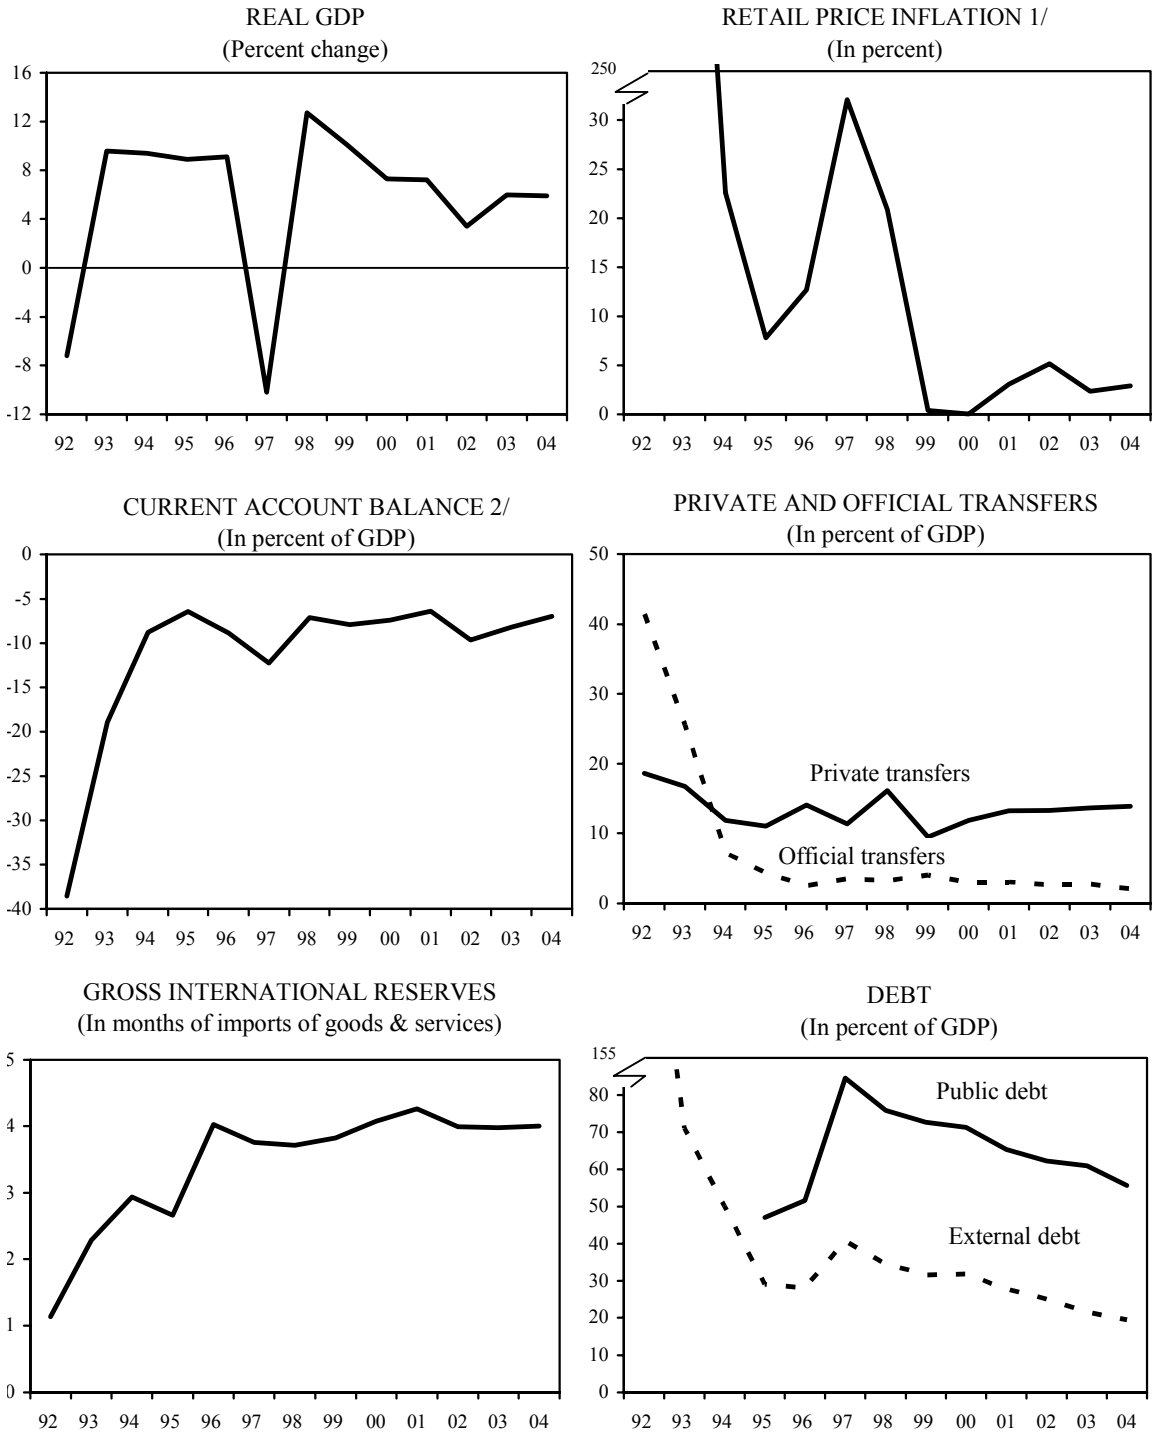 REAL GDP
(Percent change)
16
12
8
4
0
-4
-8
-12
92 93 94 95 96 97 98 99 00 01 02 03 04
RETAIL PRICE INFLATION 1/
(In percent)
250
30
25
20
15
10
5
0
92 93 94 95 96 97 98 99 00 01 02 03 04
CURRENT ACCOUNT BALANCE 2/
(In percent of GDP)
0
-5
-10
-15
-20
-25
-30
-35
-40
92 93 94 95 96 97 98 99 00 01 02 03 04
PRIVATE AND OFFICIAL TRANSFERS
(In percent of GDP)
50
40
30
20
10
0
Private transfers
Official transfers
92 93 94 95 96 97 98 99 00 01 02 03 04
GROSS INTERNATIONAL RESERVES
(In months of imports of goods & services)
5
4
3
2
1
0
92 93 94 95 96 97 98 99 00 01 02 03 04
DEBT
(In percent of GDP)
155
80
70
60
50
40
30
20
10
0
Public debt
External debt
92 93 94 95 96 97 98 99 00 01 02 03 04